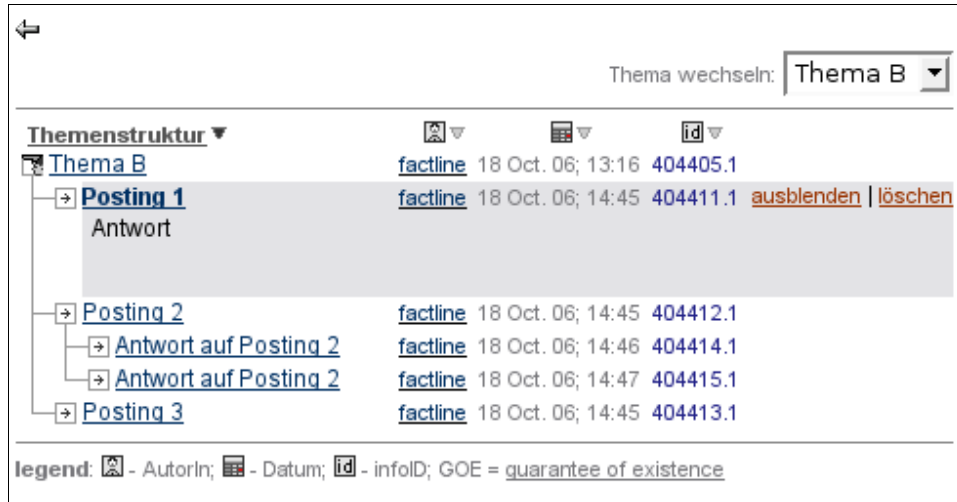 Thema wechseln: Thema B
Themenstruktur id
Thema B factline 18 Oct. 06; 13:16 404405.1
Posting 1 factline 18 Oct. 06; 14:45 404411.1 ausblenden | löschen
Antwort
Posting 2 factline 18 Oct. 06; 14:45 404412.1
Antwort auf Posting 2 factline 18 Oct. 06; 14:46 404414.1
Antwort auf Posting 2 factline 18 Oct. 06; 14:47 404415.1
Posting 3 factline 18 Oct. 06; 14:45 404413.1
legend: - AutorIn; - Datum; id - infoID; GOE = guarantee of existence